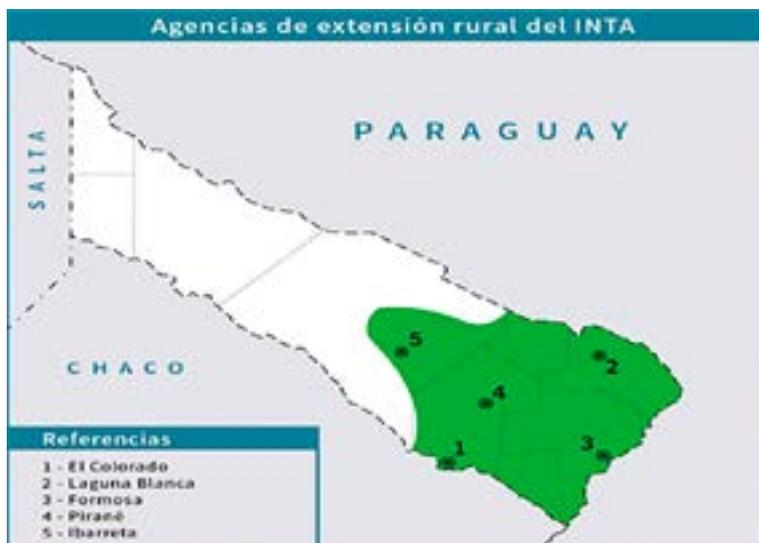 Agencias de extensión rural del INTA
PARAGUAY
SALTA
CHACO
5
2
4
1
3
Referencias
1 - El Colorado
2 - Laguna Blanca
3 - Formosa
4 - Pirané
5 - Ibarreta